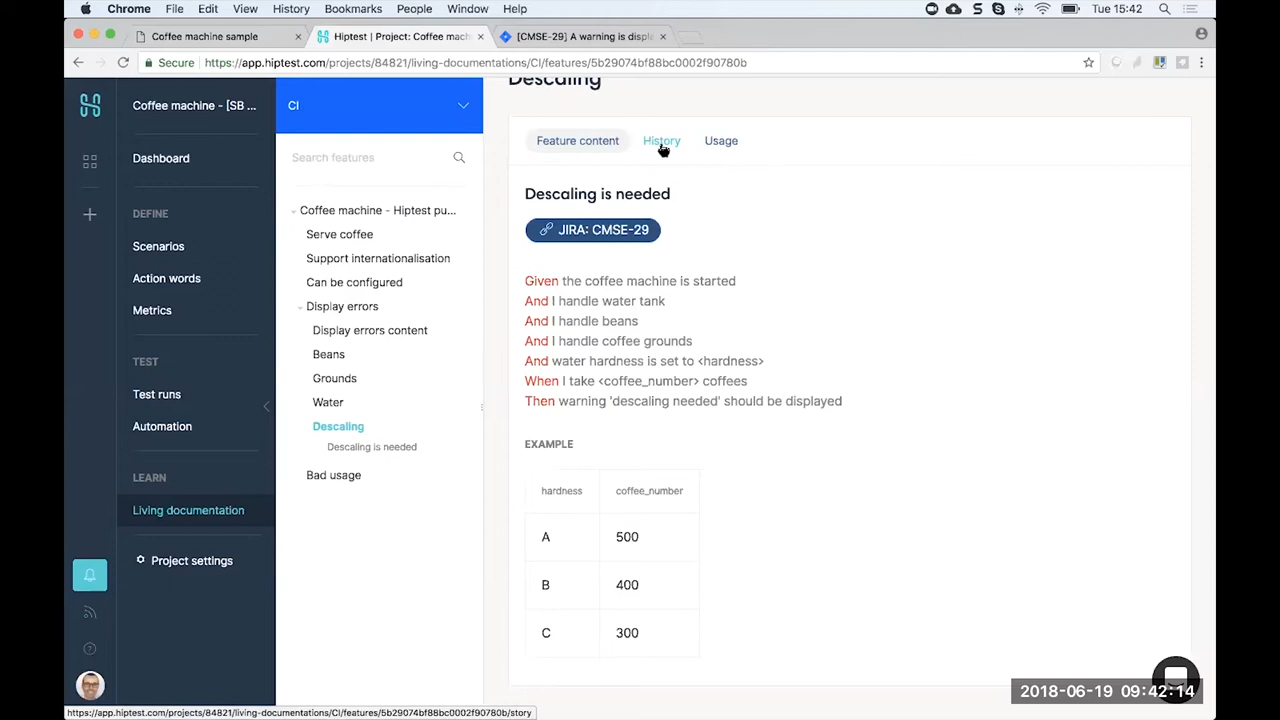 Chrome File Edit View History Bookmarks People Window Help Tue 15:42
Coffee machine sample × Hiptest | Project: Coffee mach × [CMSE-29] A warning is displa ×
Secure https://app.hiptest.com/projects/84821/living-documentations/CI/features/5b29074bf88bc0002f90780b
Coffee machine - [SB ...
Dashboard
DEFINE
Scenarios
Action words
Metrics
TEST
Test runs
Automation
LEARN
Living documentation
Project settings
CI
Search features
Coffee machine - Hiptest pu...
Serve coffee
Support internationalisation
Can be configured
Display errors
Display errors content
Beans
Grounds
Water
Descaling
Descaling is needed
Bad usage
Descaling
Feature content History Usage
Descaling is needed
JIRA: CMSE-29
Given the coffee machine is started
And I handle water tank
And I handle beans
And I handle coffee grounds
And water hardness is set to <hardness>
When I take <coffee_number> coffees
Then warning 'descaling needed' should be displayed
EXAMPLE
hardness coffee_number
A 500
B 400
C 300
2018-06-19 09:42:14
https://app.hiptest.com/projects/84821/living-documentations/CI/features/5b29074bf88bc0002f90780b/story